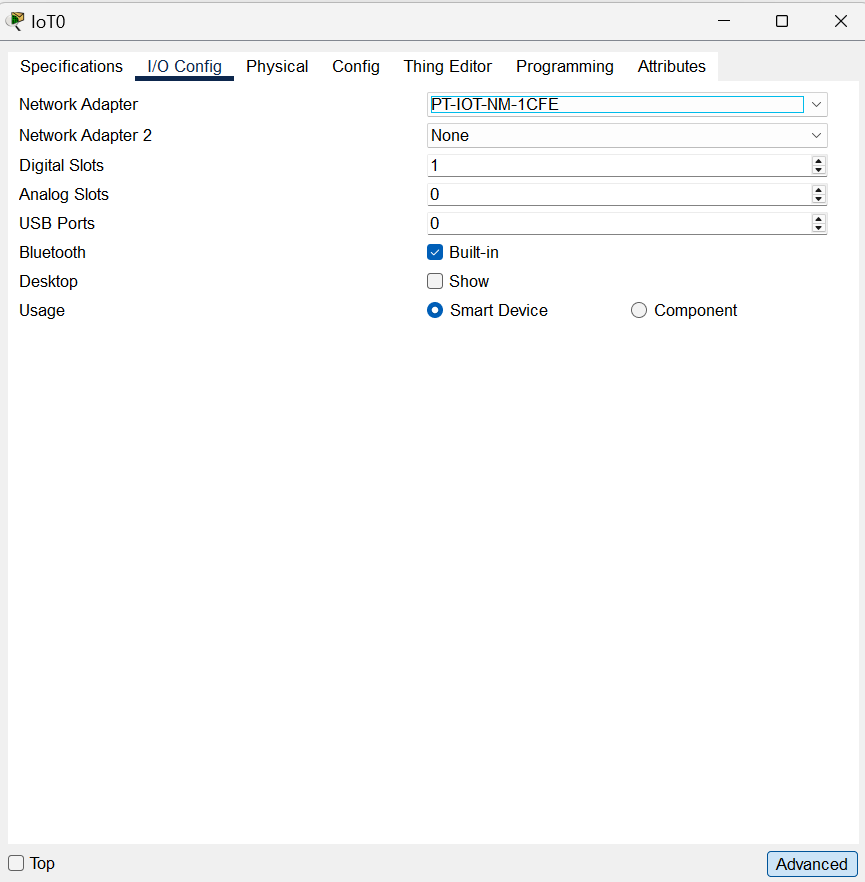 IoT0
Specifications I/O Config Physical Config Thing Editor Programming Attributes
Network Adapter PT-IOT-NM-1CFE
Network Adapter 2 None
Digital Slots 1
Analog Slots 0
USB Ports 0
Bluetooth Built-in
Desktop Show
Usage Smart Device Component
Top Advanced